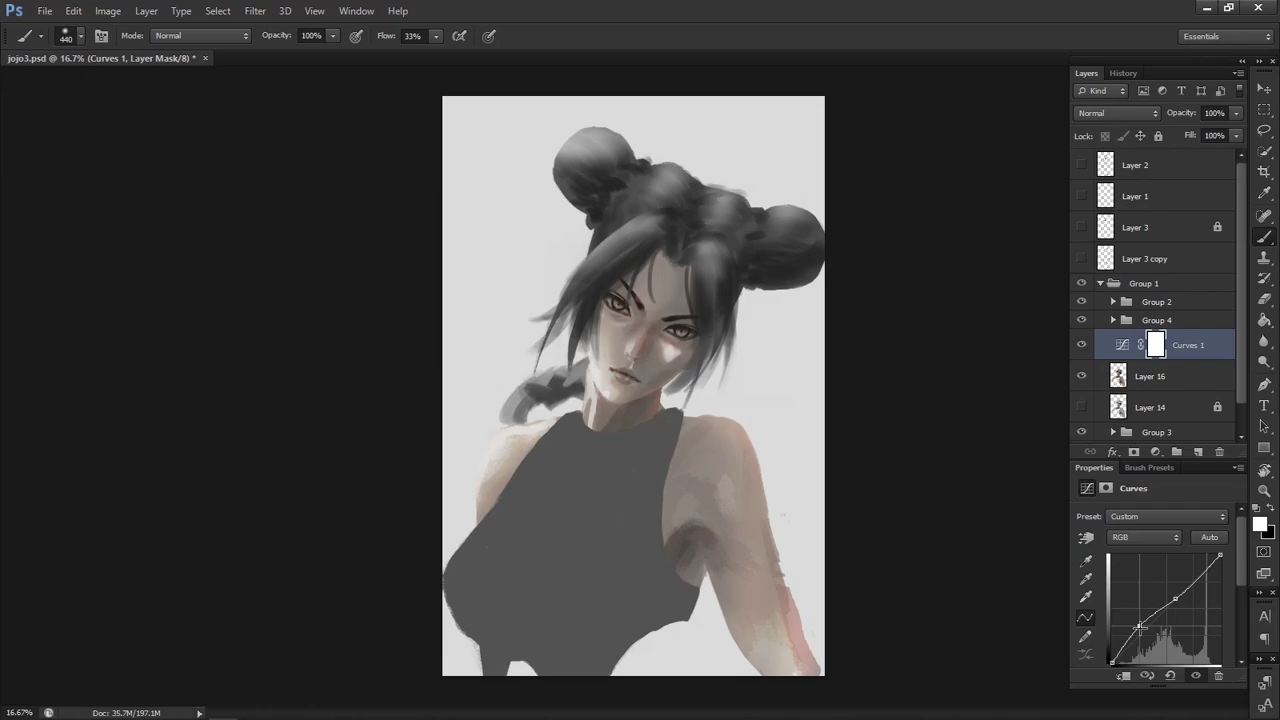 Ps File Edit Image Layer Type Select Filter 3D View Window Help
440 Mode: Normal Opacity: 100% Flow: 33% Essentials
jojo3.psd @ 16.7% (Curves 1, Layer Mask/8) * ×
Layers History
Kind
Normal Opacity: 100%
Lock: Fill: 100%
Layer 2
Layer 1
Layer 3
Layer 3 copy
Group 1
Group 2
Group 4
Curves 1
Layer 16
Layer 14
Group 3
fx
Properties Brush Presets
Curves
Preset: Custom
RGB Auto
16.67% Doc: 35.7M/197.1M